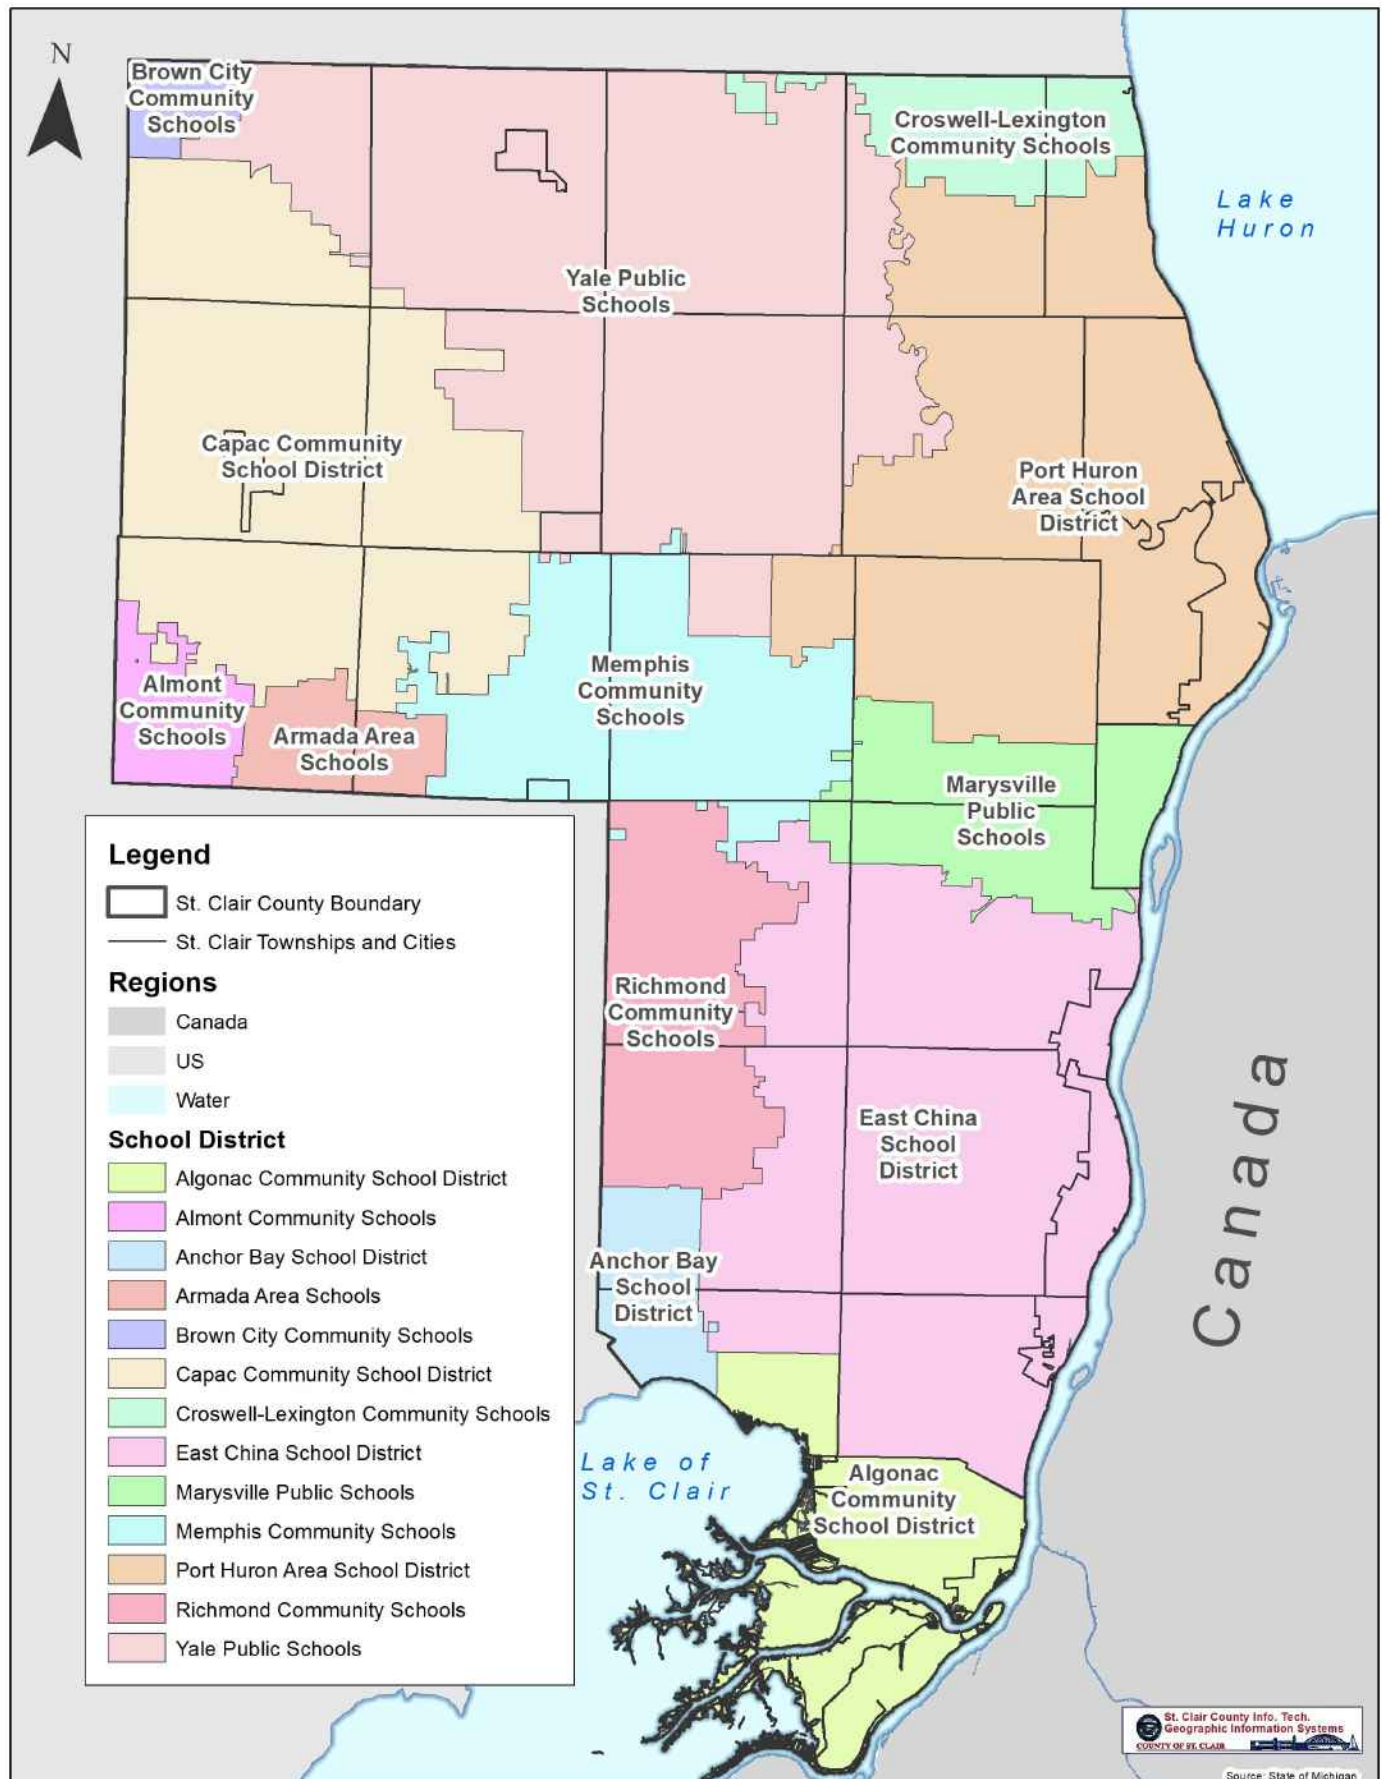 N
Brown City
Community
Schools
Croswell-Lexington
Community Schools
Lake
Huron
Yale Public
Schools
Capac Community
School District
Port Huron
Area School
District
Memphis
Community
Schools
Almont
Community
Schools
Armada Area
Schools
Marysville
Public
Schools
Richmond
Community
Schools
East China
School
District
Canada
Anchor Bay
School
District
Lake of
St. Clair
Algonac
Community
School District
Legend
St. Clair County Boundary
St. Clair Townships and Cities
Regions
Canada
US
Water
School District
Algonac Community School District
Almont Community Schools
Anchor Bay School District
Armada Area Schools
Brown City Community Schools
Capac Community School District
Croswell-Lexington Community Schools
East China School District
Marysville Public Schools
Memphis Community Schools
Port Huron Area School District
Richmond Community Schools
Yale Public Schools
St. Clair County Info. Tech.
Geographic Information Systems
COUNTY OF ST. CLAIR
Source: State of Michigan